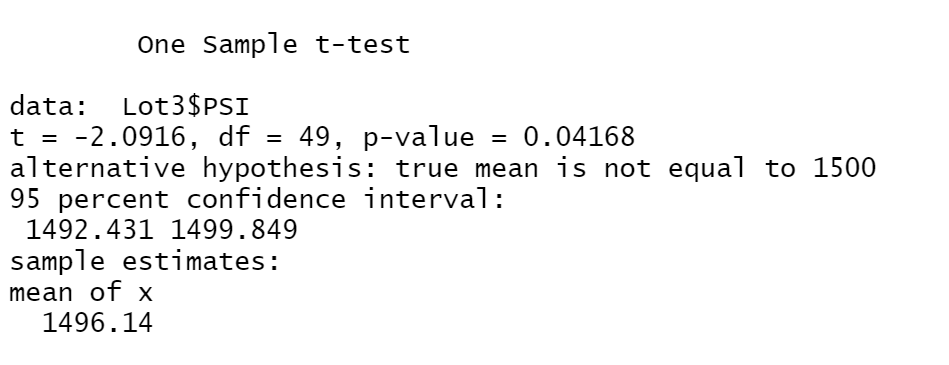 One Sample t-test
data: Lot3$PSI
t = -2.0916, df = 49, p-value = 0.04168
alternative hypothesis: true mean is not equal to 1500
95 percent confidence interval:
1492.431 1499.849
sample estimates:
mean of x
1496.14